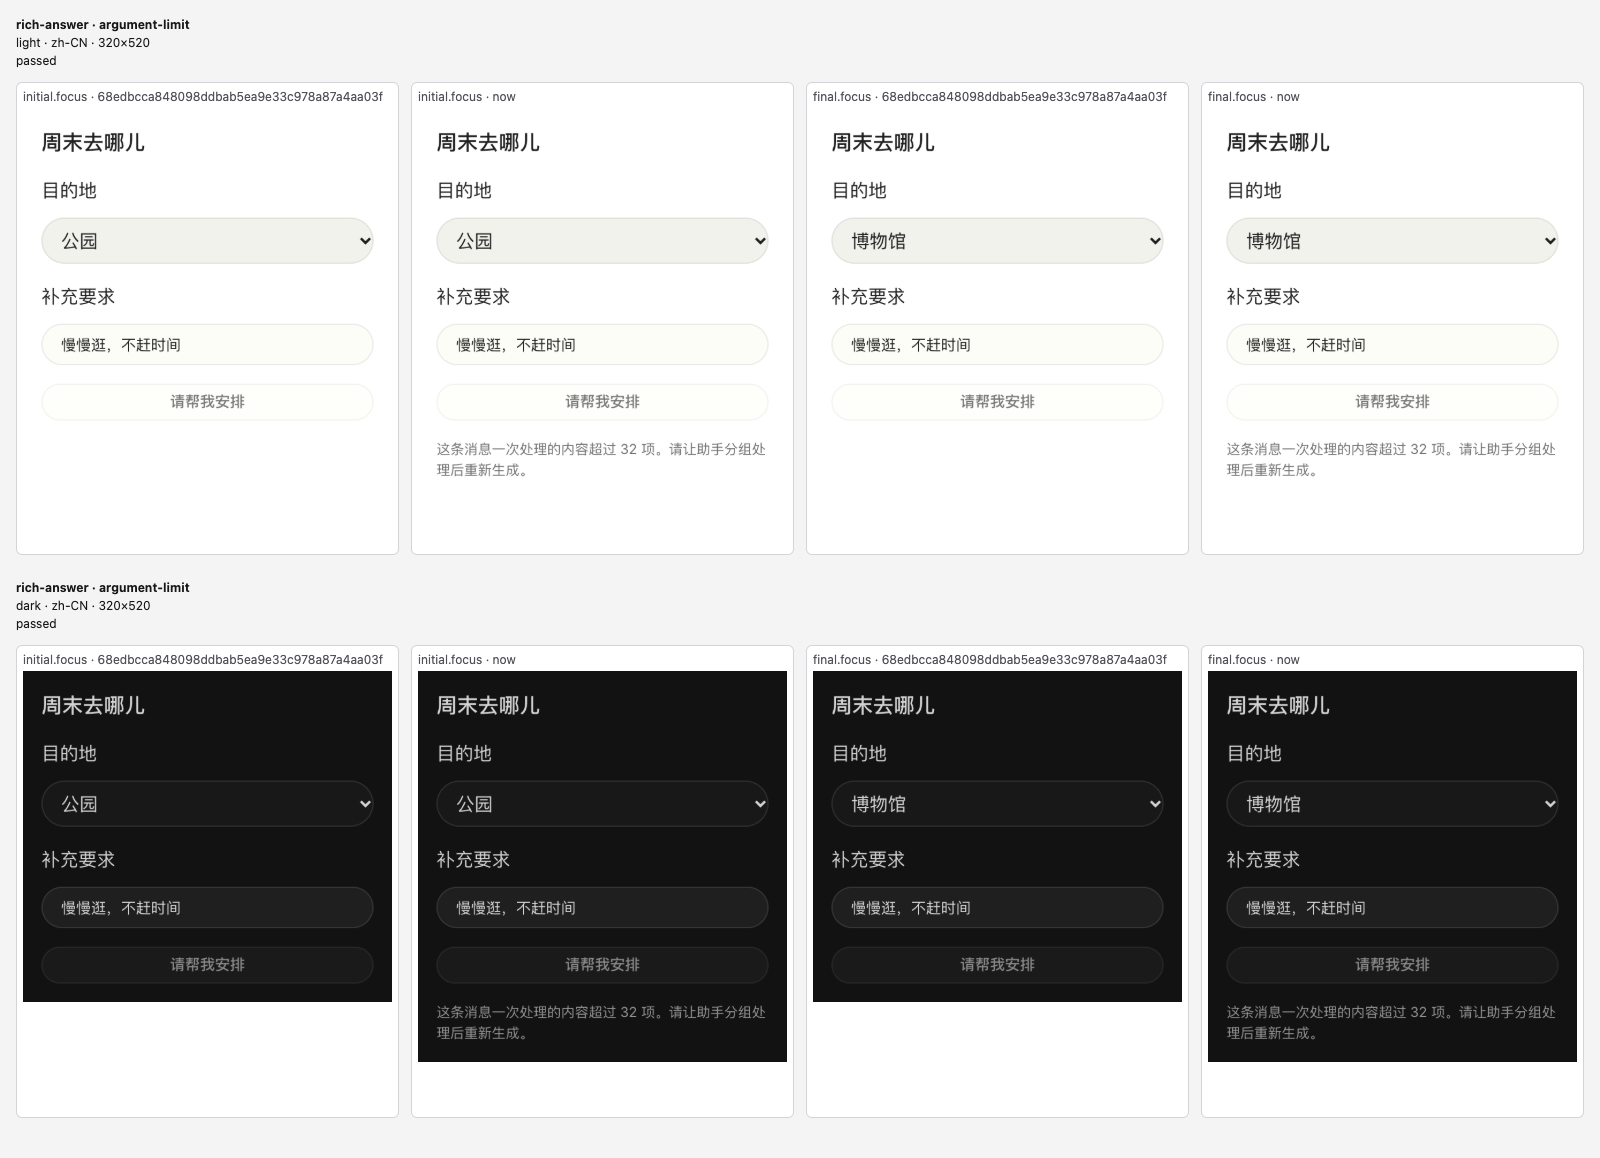 rich-answer · argument-limit
light · zh-CN · 320×520
passed
initial.focus · 68edbcca848098ddbab5ea9e33c978a87a4aa03f
周末去哪儿
目的地
公园
补充要求
慢慢逛，不赶时间
请帮我安排
initial.focus · now
周末去哪儿
目的地
公园
补充要求
慢慢逛，不赶时间
请帮我安排
这条消息一次处理的内容超过 32 项。请让助手分组处
理后重新生成。
final.focus · 68edbcca848098ddbab5ea9e33c978a87a4aa03f
周末去哪儿
目的地
博物馆
补充要求
慢慢逛，不赶时间
请帮我安排
final.focus · now
周末去哪儿
目的地
博物馆
补充要求
慢慢逛，不赶时间
请帮我安排
这条消息一次处理的内容超过 32 项。请让助手分组处
理后重新生成。
rich-answer · argument-limit
dark · zh-CN · 320×520
passed
initial.focus · 68edbcca848098ddbab5ea9e33c978a87a4aa03f
周末去哪儿
目的地
公园
补充要求
慢慢逛，不赶时间
请帮我安排
initial.focus · now
周末去哪儿
目的地
公园
补充要求
慢慢逛，不赶时间
请帮我安排
这条消息一次处理的内容超过 32 项。请让助手分组处
理后重新生成。
final.focus · 68edbcca848098ddbab5ea9e33c978a87a4aa03f
周末去哪儿
目的地
博物馆
补充要求
慢慢逛，不赶时间
请帮我安排
final.focus · now
周末去哪儿
目的地
博物馆
补充要求
慢慢逛，不赶时间
请帮我安排
这条消息一次处理的内容超过 32 项。请让助手分组处
理后重新生成。